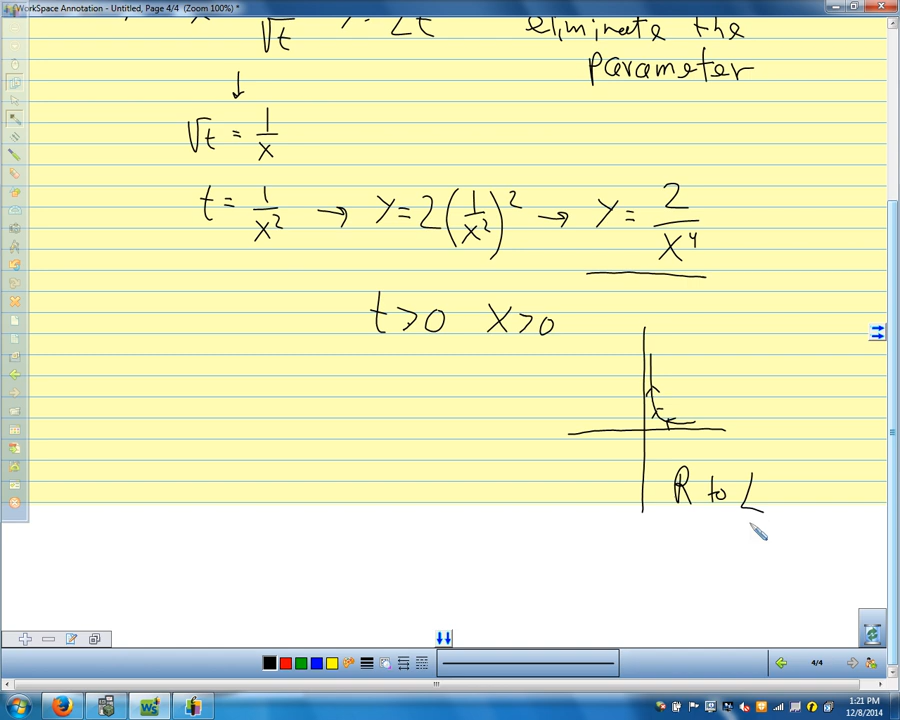 WorkSpace Annotation - Untitled, Page 4/4 (Zoom 100%) *
√t
eliminate the
parameter
↓
√t = 1/x
t = 1/x² → y = 2(1/x²)² → y = 2/x⁴
t > 0 x > 0
R to L
4/4
1:21 PM
12/8/2014